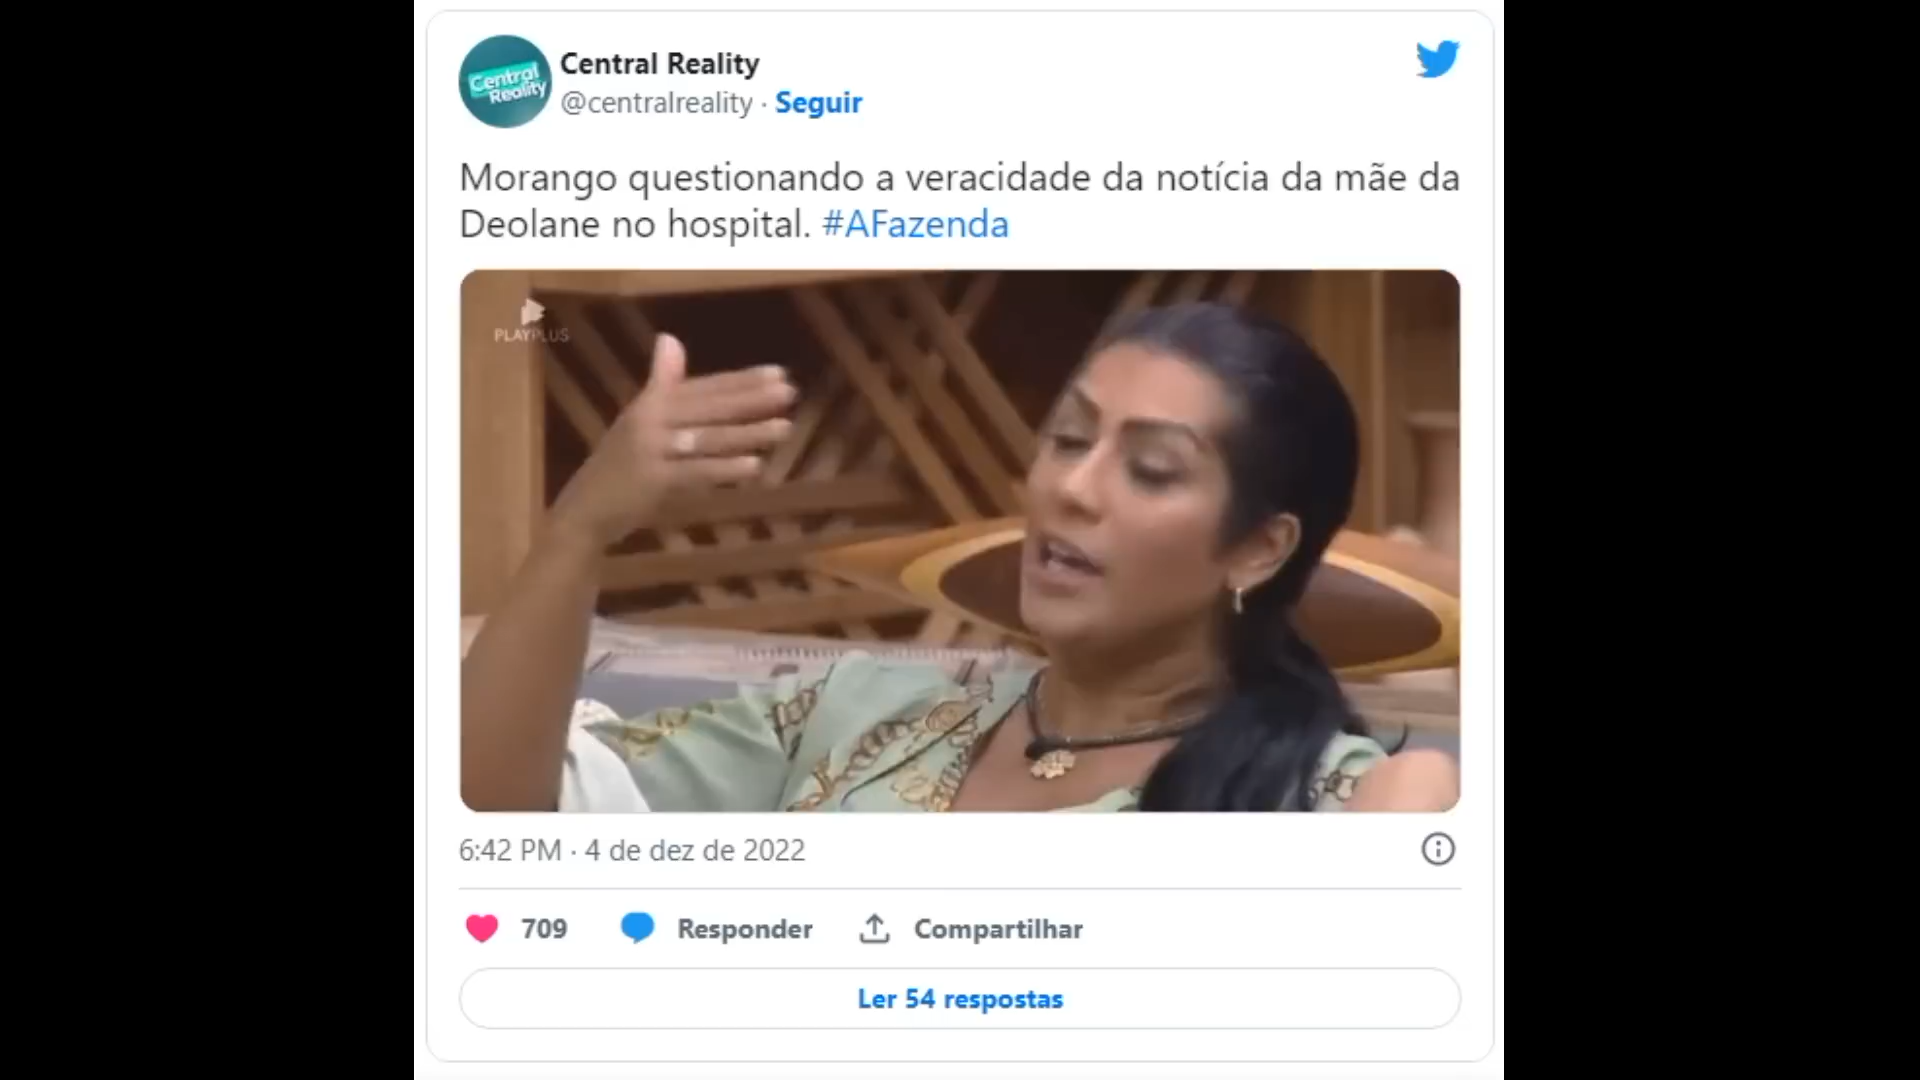 Central
Reality
Central Reality
@centralreality · Seguir
Morango questionando a veracidade da notícia da mãe da
Deolane no hospital. #AFazenda
PLAYPLUS
6:42 PM · 4 de dez de 2022
709 Responder Compartilhar
Ler 54 respostas